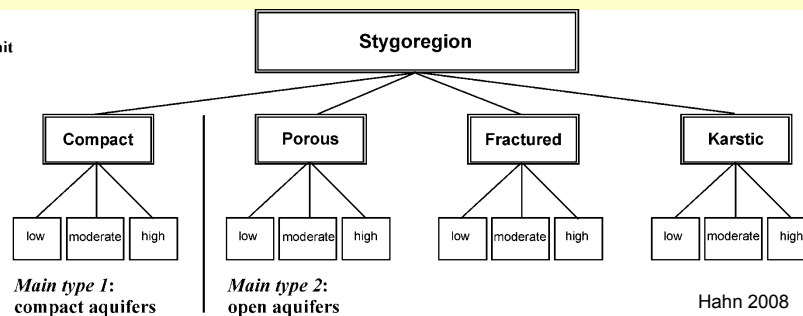 Stygoregion
Compact
Porous
Fractured
Karstic
low
moderate
high
low
moderate
high
low
moderate
high
low
moderate
high
Main type 1:
compact aquifers
Main type 2:
open aquifers
Hahn 2008